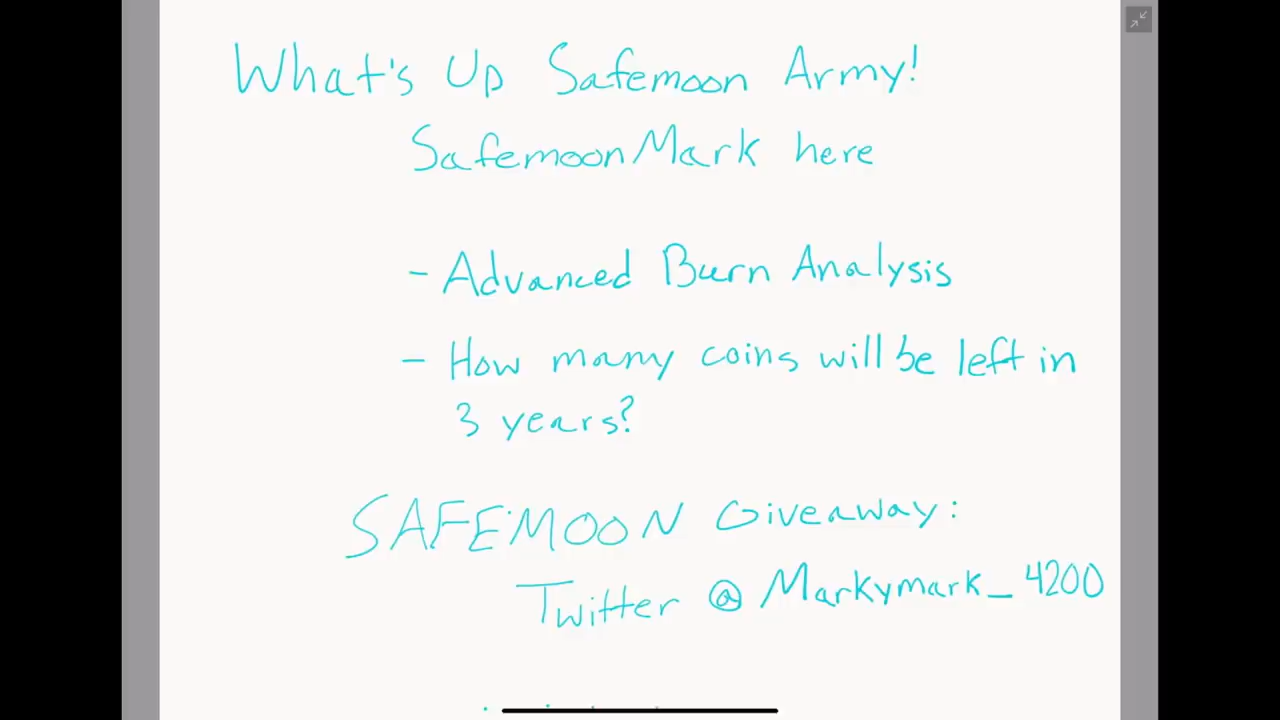 What's Up Safemoon Army!
SafemoonMark here
- Advanced Burn Analysis
- How many coins will be left in
3 years?
SAFEMOON Giveaway:
Twitter @ Markymark_4200